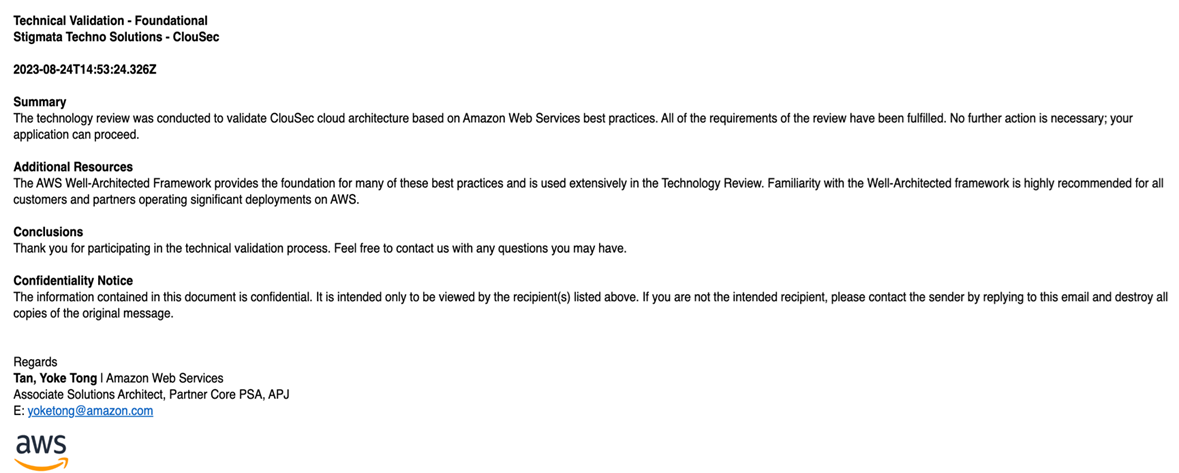 Technical Validation - Foundational
Stigmata Techno Solutions - ClouSec
2023-08-24T14:53:24.326Z
Summary
The technology review was conducted to validate ClouSec cloud architecture based on Amazon Web Services best practices. All of the requirements of the review have been fulfilled. No further action is necessary; your
application can proceed.
Additional Resources
The AWS Well-Architected Framework provides the foundation for many of these best practices and is used extensively in the Technology Review. Familiarity with the Well-Architected framework is highly recommended for all
customers and partners operating significant deployments on AWS.
Conclusions
Thank you for participating in the technical validation process. Feel free to contact us with any questions you may have.
Confidentiality Notice
The information contained in this document is confidential. It is intended only to be viewed by the recipient(s) listed above. If you are not the intended recipient, please contact the sender by replying to this email and destroy all
copies of the original message.
Regards
Tan, Yoke Tong | Amazon Web Services
Associate Solutions Architect, Partner Core PSA, APJ
E: yoketong@amazon.com
aws